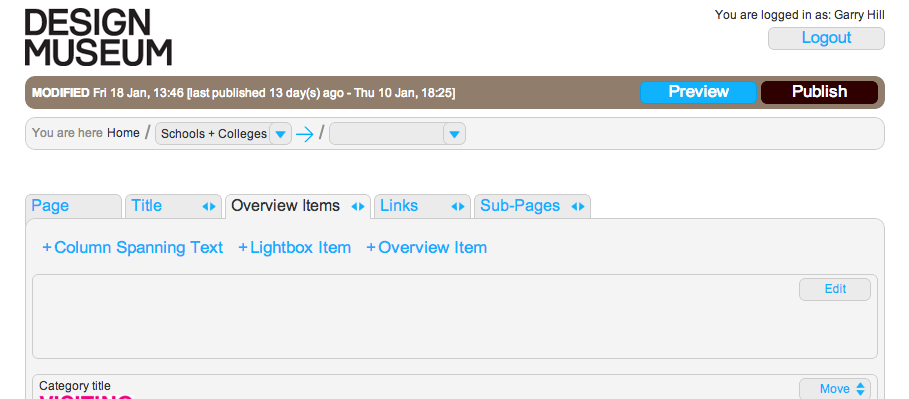 DESIGN
MUSEUM
You are logged in as: Garry Hill
Logout
MODIFIED Fri 18 Jan, 13:46 [last published 13 day(s) ago - Thu 10 Jan, 18:25]
Preview
Publish
You are here Home / Schools + Colleges /
Page
Title
Overview Items
Links
Sub-Pages
+ Column Spanning Text
+ Lightbox Item
+ Overview Item
Edit
Category title
Move
VISITING